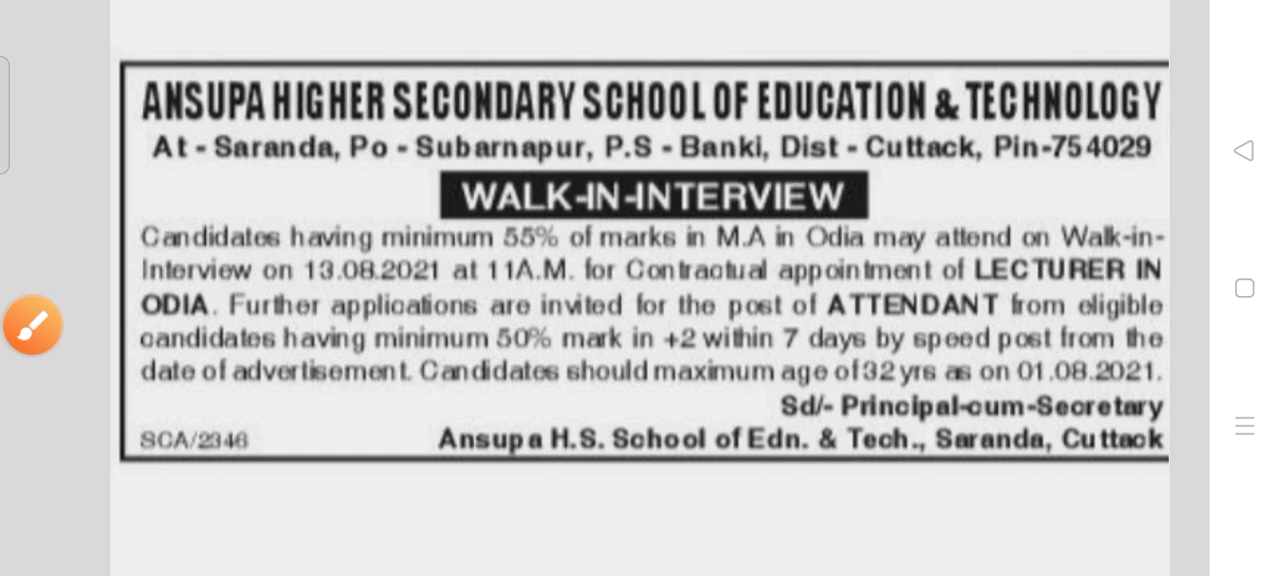 ANSUPA HIGHER SECONDARY SCHOOL OF EDUCATION & TECHNOLOGY
At - Saranda, Po - Subarnapur, P.S - Banki, Dist - Cuttack, Pin-754029
WALK-IN-INTERVIEW
Candidates having minimum 55% of marks in M.A in Odia may attend on Walk-in-
Interview on 13.08.2021 at 11A.M. for Contractual appointment of LECTURER IN
ODIA. Further applications are invited for the post of ATTENDANT from eligible
candidates having minimum 50% mark in +2 within 7 days by speed post from the
date of advertisement. Candidates should maximum age of 32 yrs as on 01.08.2021.
Sd/- Principal-cum-Secretary
SCA/2346 Ansupa H.S. School of Edn. & Tech., Saranda, Cuttack